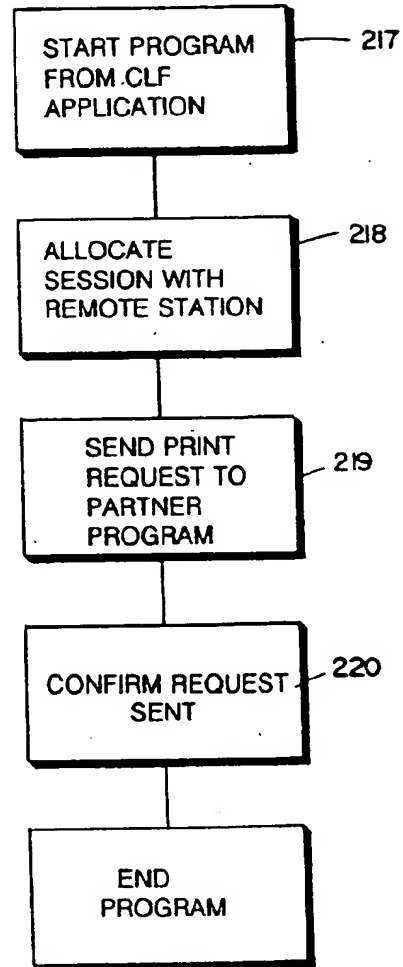 START PROGRAM
FROM CLF
APPLICATION
217
ALLOCATE
SESSION WITH
REMOTE STATION
218
SEND PRINT
REQUEST TO
PARTNER
PROGRAM
219
CONFIRM REQUEST
SENT
220
END
PROGRAM